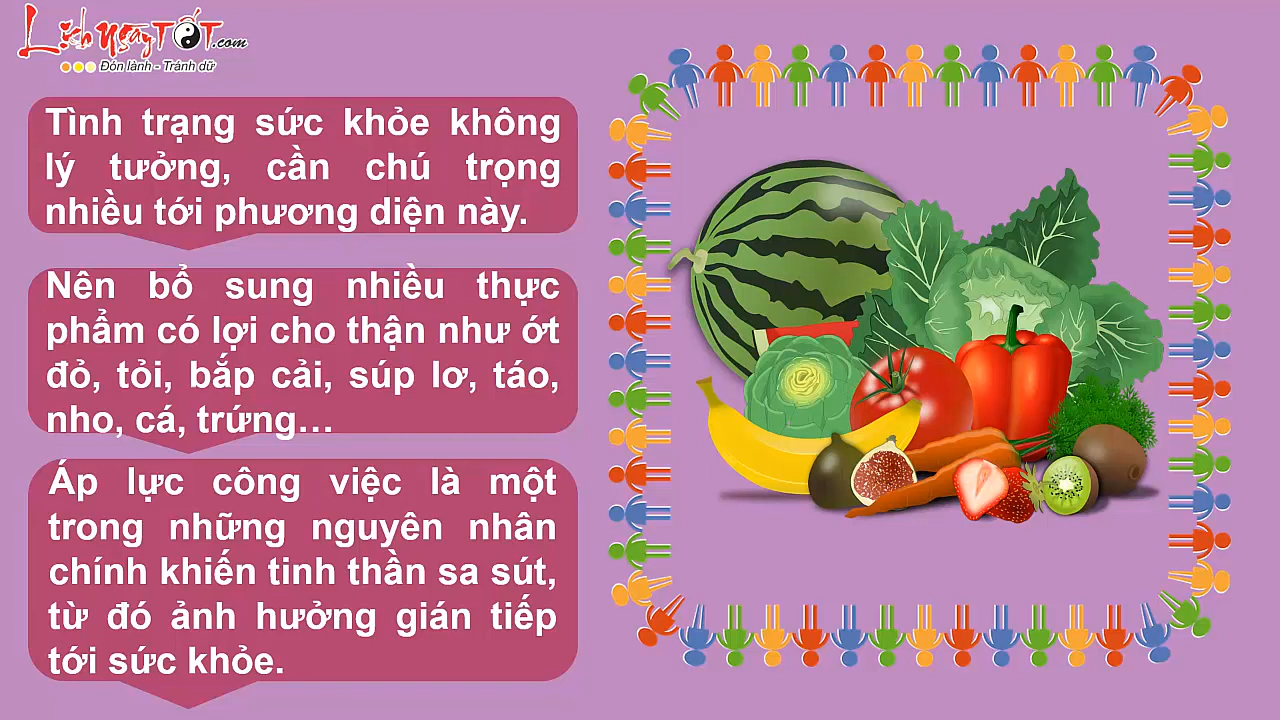 LịchNgàyTỐT.com
Đón lành - Tránh dữ
Tình trạng sức khỏe không
lý tưởng, cần chú trọng
nhiều tới phương diện này.
Nên bổ sung nhiều thực
phẩm có lợi cho thận như ớt
đỏ, tỏi, bắp cải, súp lơ, táo,
nho, cá, trứng...
Áp lực công việc là một
trong những nguyên nhân
chính khiến tinh thần sa sút,
từ đó ảnh hưởng gián tiếp
tới sức khỏe.